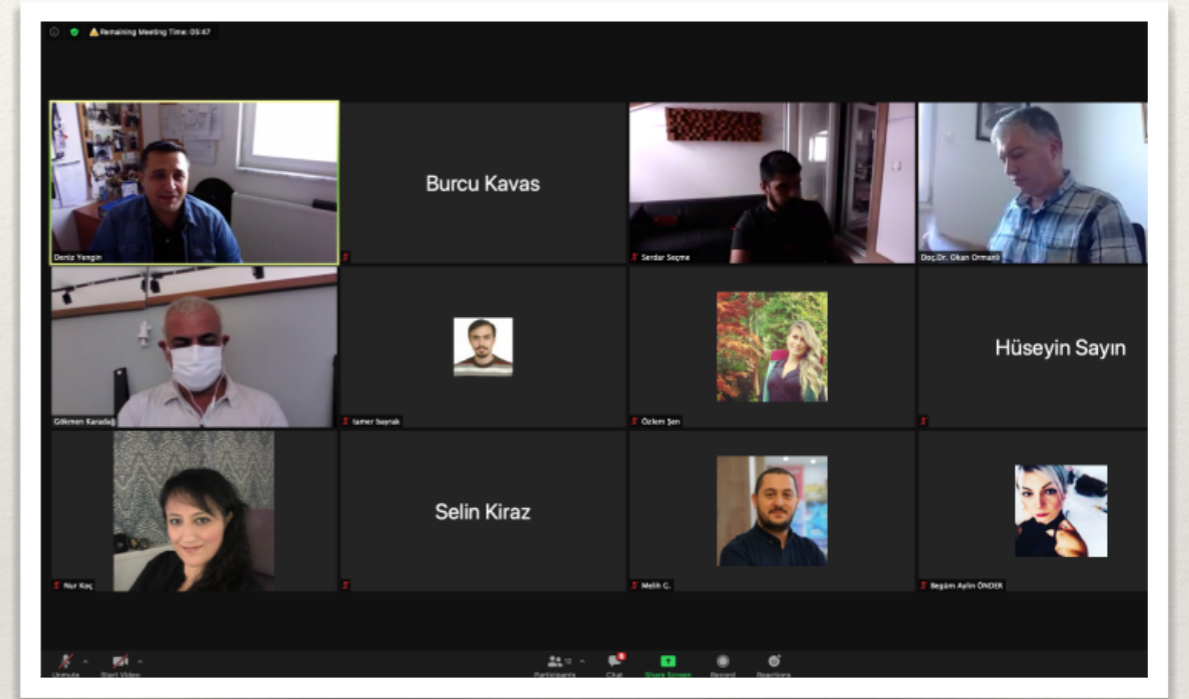 Remaining Meeting Time: 05:47
Deniz Yengin
Burcu Kavas
Serdar Seçme
Doç.Dr. Okan Ormanlı
Gökmen Karadağ
tamer bayrak
Özlem Şen
Hüseyin Sayın
Nur Koç
Selin Kiraz
Melih G.
Begüm Aylin ÖNDER
Unmute
Start Video
Participants
12
Chat
Share Screen
Record
Reactions